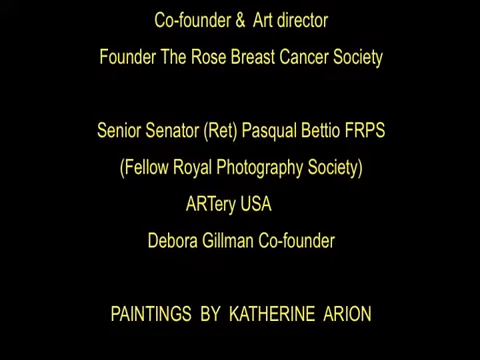 Co-founder & Art director
Founder The Rose Breast Cancer Society
Senior Senator (Ret) Pasqual Bettio FRPS
(Fellow Royal Photography Society)
ARTery USA
Debora Gillman Co-founder
PAINTINGS BY KATHERINE ARION